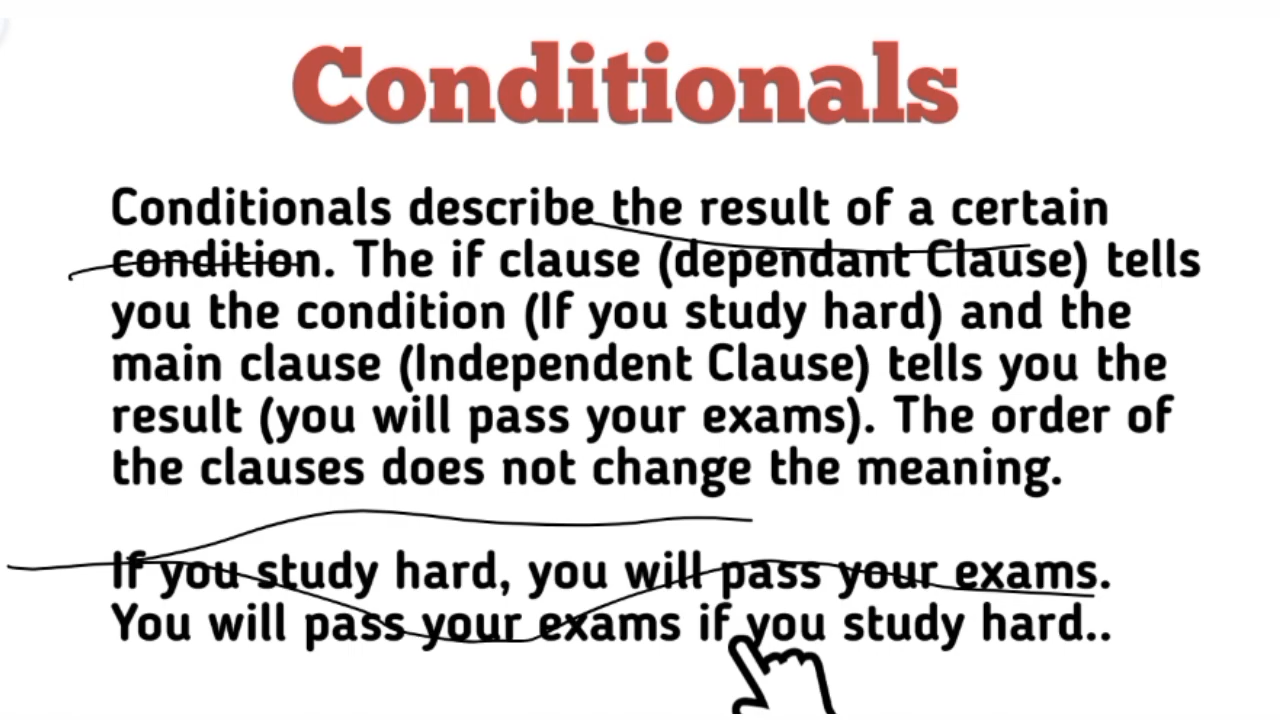 Conditionals
Conditionals describe the result of a certain
condition. The if clause (dependant Clause) tells
you the condition (If you study hard) and the
main clause (Independent Clause) tells you the
result (you will pass your exams). The order of
the clauses does not change the meaning.
If you study hard, you will pass your exams.
You will pass your exams if you study hard..